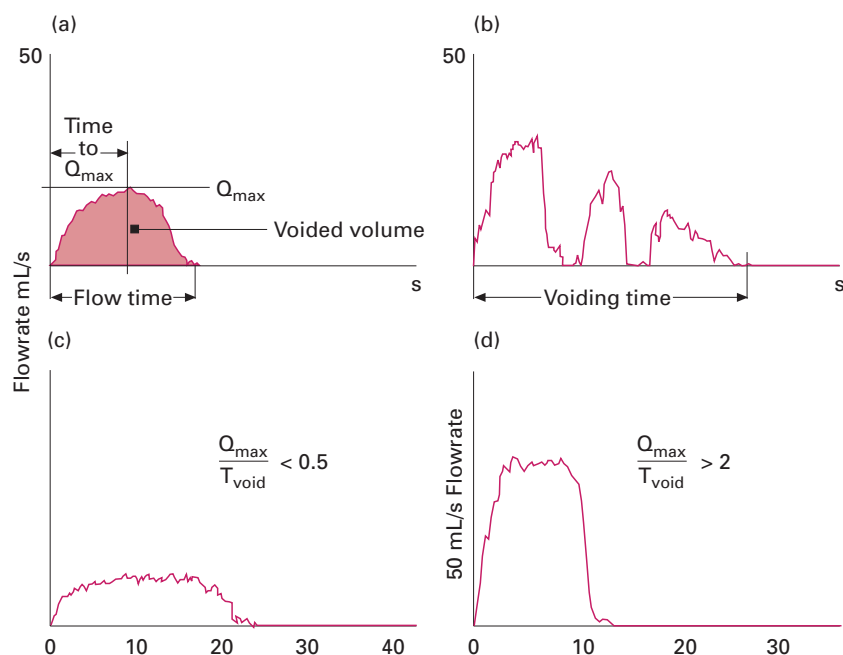 (a)
50
Time
to
Qmax
Qmax
Voided volume
s
Flow time
Flowrate mL/s
(b)
50
Voiding time
s
(c)
Qmax
Tvoid
< 0.5
0 10 20 30 40
(d)
50 mL/s Flowrate
Qmax
Tvoid
> 2
0 10 20 30